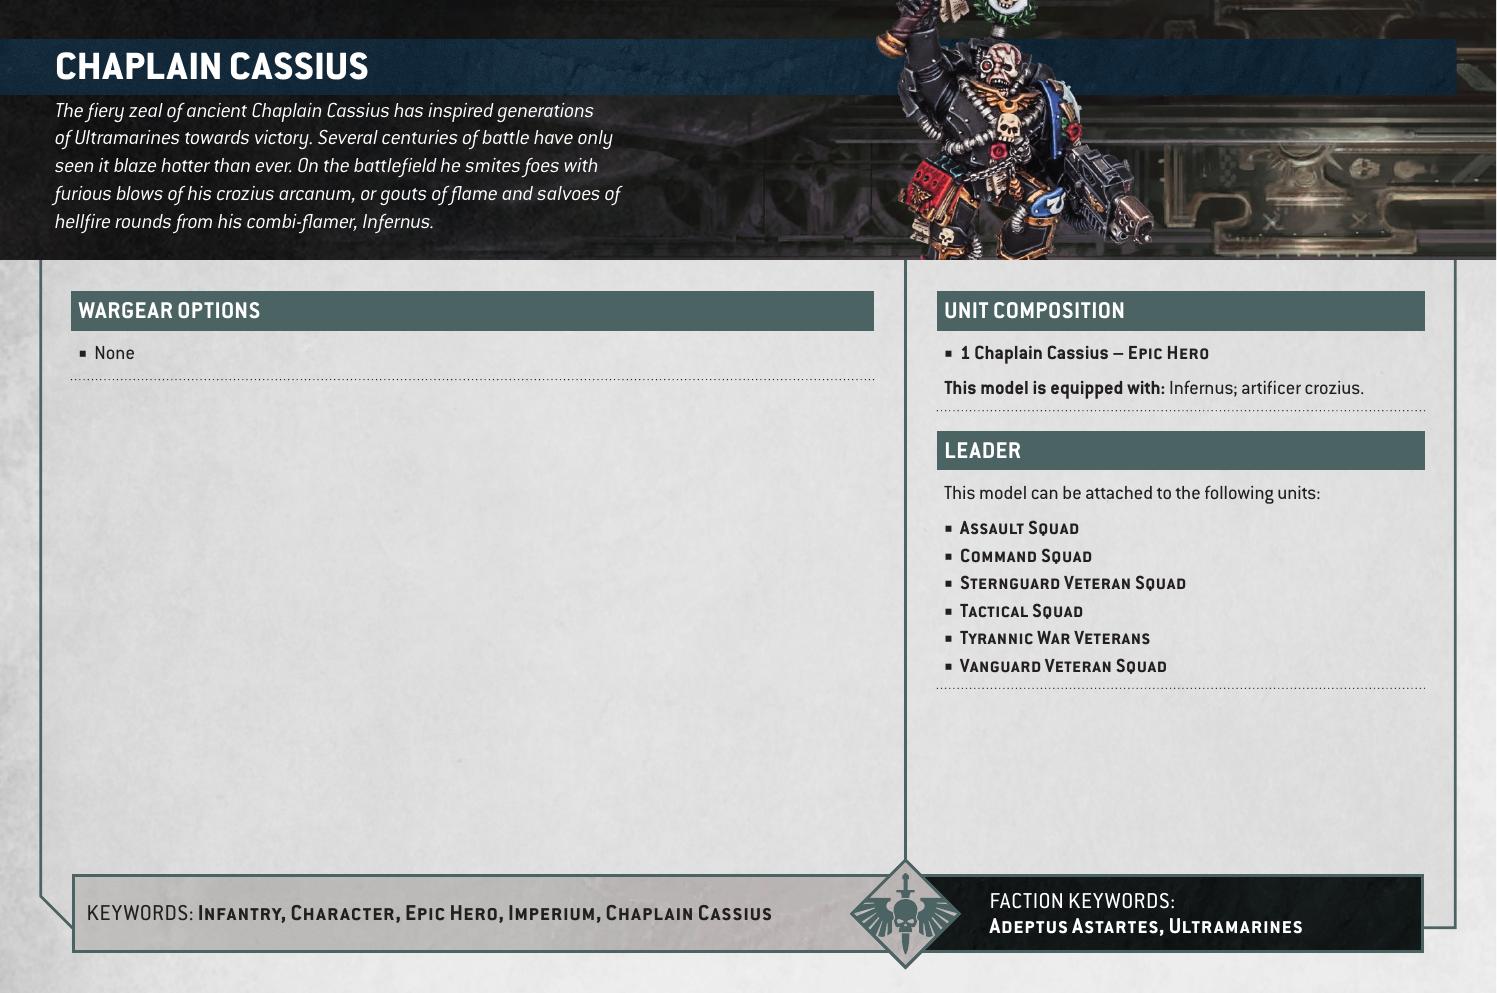 CHAPLAIN CASSIUS
The fiery zeal of ancient Chaplain Cassius has inspired generations
of Ultramarines towards victory. Several centuries of battle have only
seen it blaze hotter than ever. On the battlefield he smites foes with
furious blows of his crozius arcanum, or gouts of flame and salvoes of
hellfire rounds from his combi-flamer, Infernus.
WARGEAR OPTIONS
▪ None
UNIT COMPOSITION
▪ 1 Chaplain Cassius – EPIC HERO
This model is equipped with: Infernus; artificer crozius.
LEADER
This model can be attached to the following units:
▪ ASSAULT SQUAD
▪ COMMAND SQUAD
▪ STERNGUARD VETERAN SQUAD
▪ TACTICAL SQUAD
▪ TYRANNIC WAR VETERANS
▪ VANGUARD VETERAN SQUAD
KEYWORDS: INFANTRY, CHARACTER, EPIC HERO, IMPERIUM, CHAPLAIN CASSIUS
FACTION KEYWORDS:
ADEPTUS ASTARTES, ULTRAMARINES